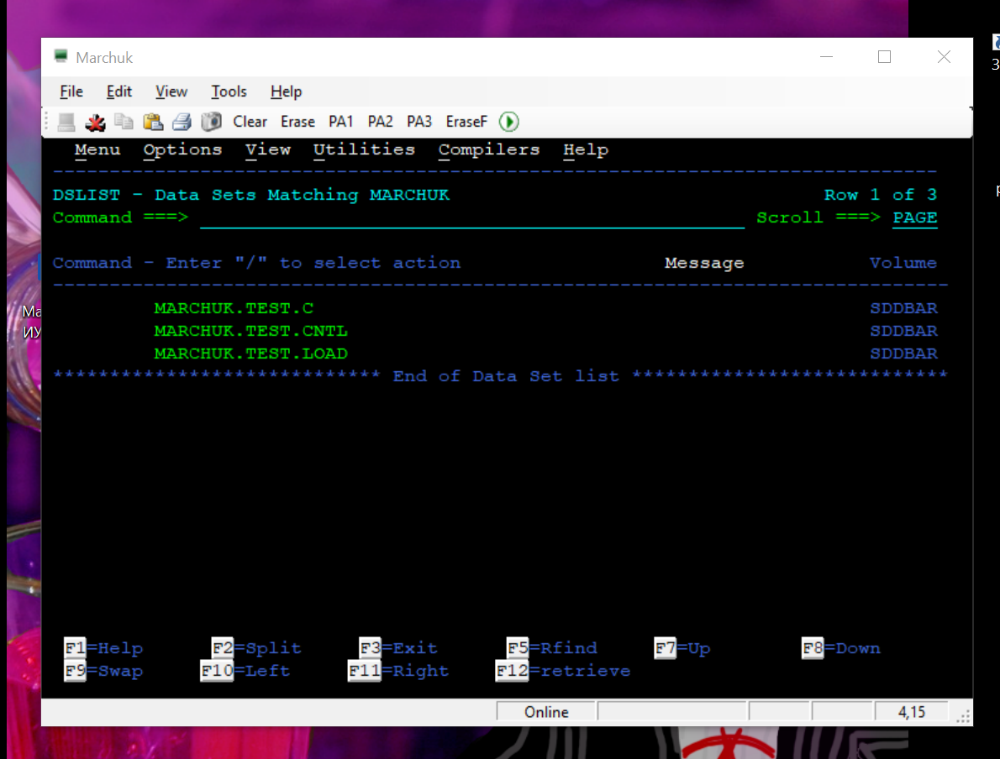 Marchuk
File Edit View Tools Help
Clear Erase PA1 PA2 PA3 EraseF
Menu Options View Utilities Compilers Help
DSLIST - Data Sets Matching MARCHUK Row 1 of 3
Command ===> Scroll ===> PAGE
Command - Enter "/" to select action Message Volume
MARCHUK.TEST.C SDDBAR
MARCHUK.TEST.CNTL SDDBAR
MARCHUK.TEST.LOAD SDDBAR
***************************** End of Data Set list ****************************
F1=Help F2=Split F3=Exit F5=Rfind F7=Up F8=Down
F9=Swap F10=Left F11=Right F12=retrieve
Online 4,15